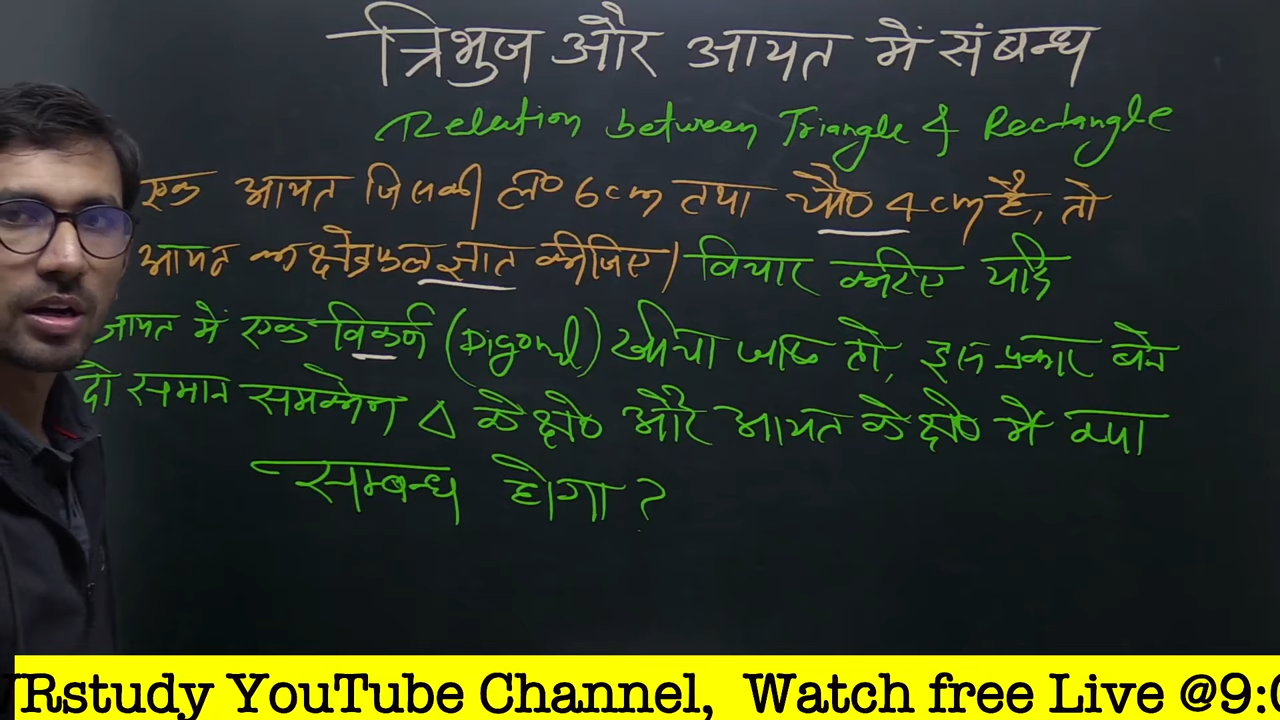 त्रिभुज और आयत में संबन्ध
Relation between Triangle & Rectangle
एक आयत जिसकी ल० 6cm तथा चौ० 4cm है, तो
आयत का क्षेत्रफल ज्ञात कीजिए। विचार करिए यदि
आयत में एक विकर्ण (Digonal) खींचा जाए तो, इस प्रकार बने
दो समान समकोण Δ के क्षे० और आयत के क्षे० में क्या
सम्बन्ध होगा?
Rstudy YouTube Channel, Watch free Live @9: